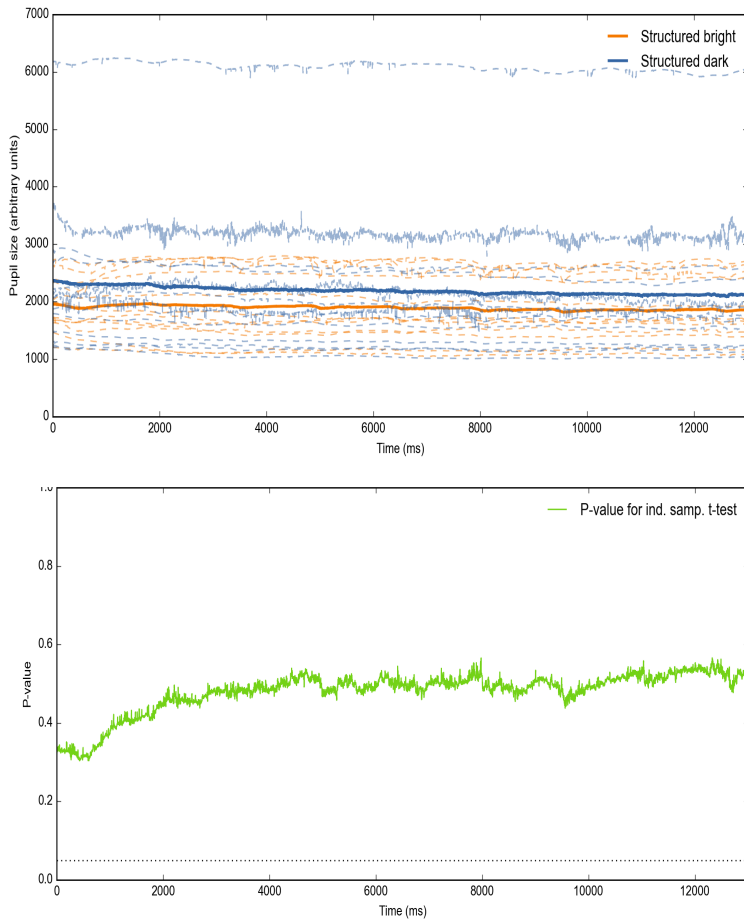 7000
6000
5000
4000
3000
2000
1000
0
Pupil size (arbitrary units)
Structured bright
Structured dark
0 2000 4000 6000 8000 10000 12000
Time (ms)
1.0
0.8
0.6
0.4
0.2
0.0
P-value
P-value for ind. samp. t-test
0 2000 4000 6000 8000 10000 12000
Time (ms)